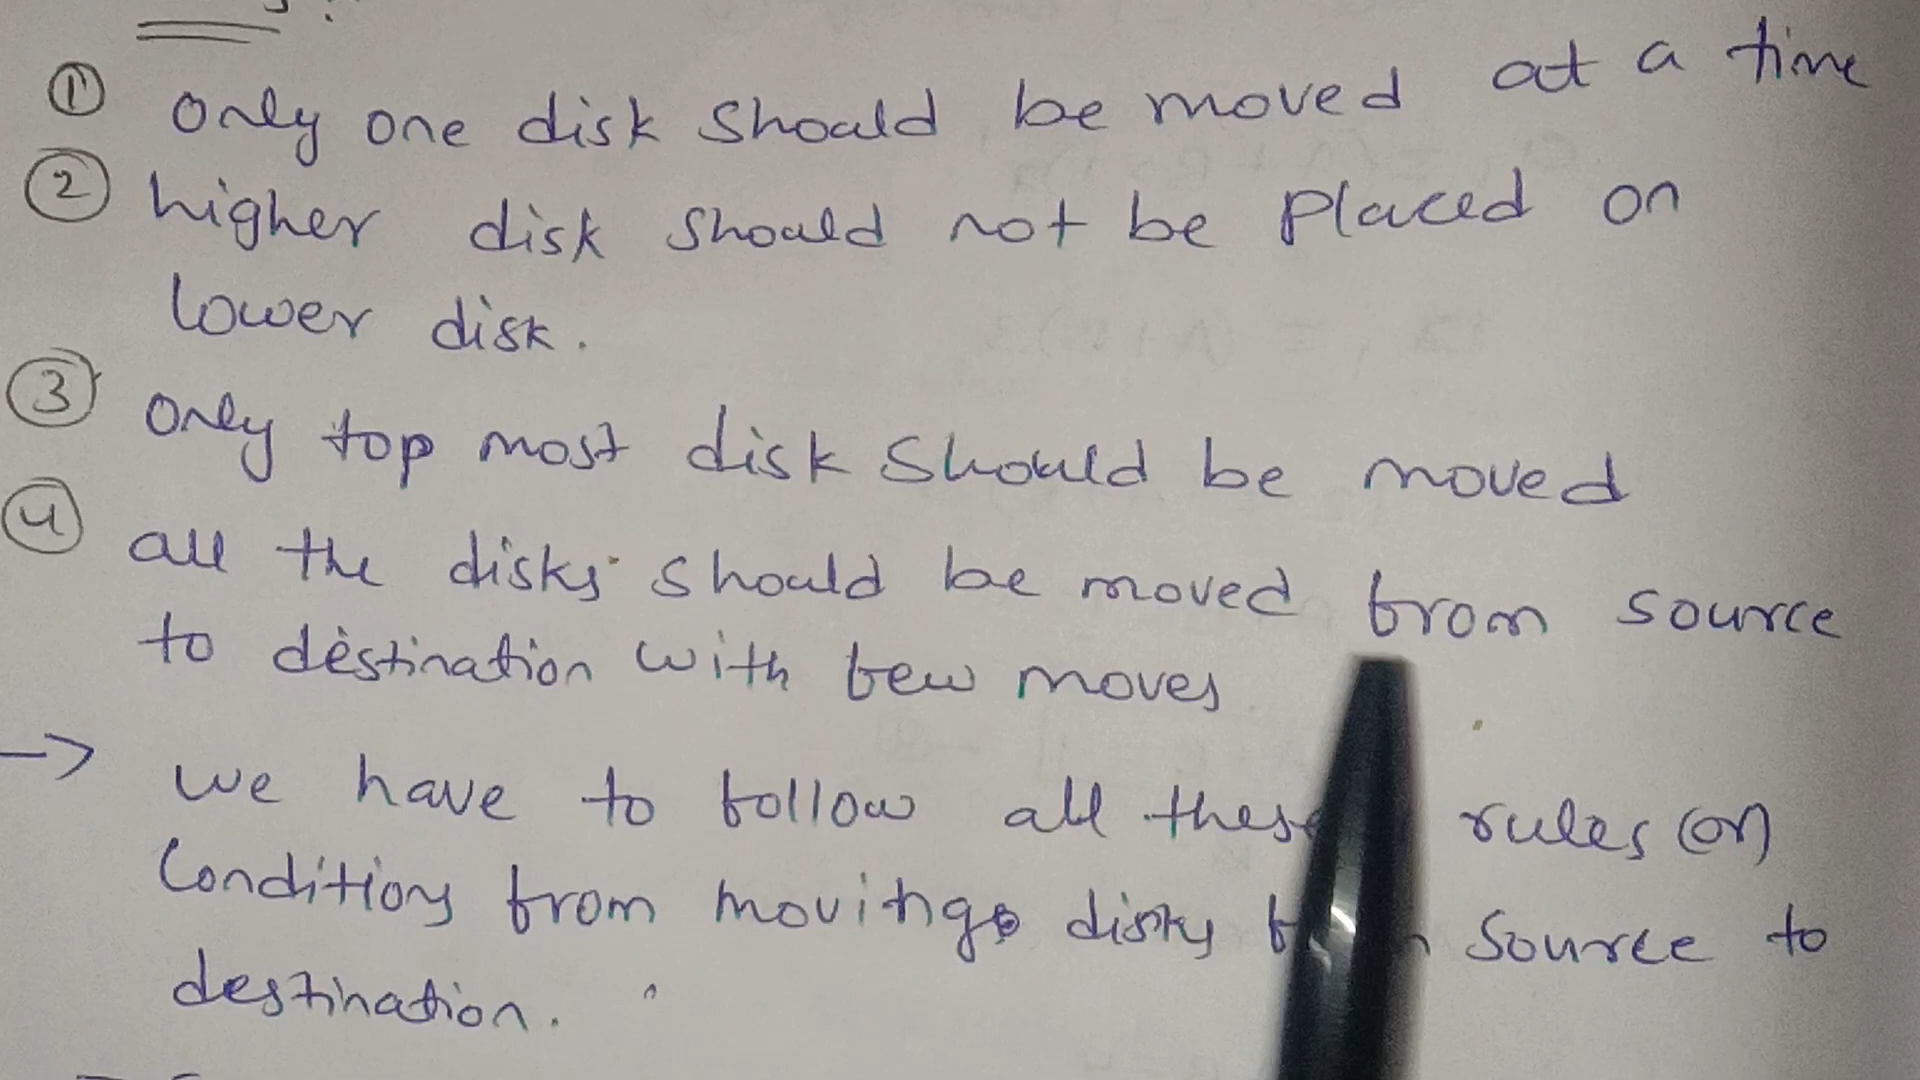 ① only one disk should be moved at a time
② higher disk should not be placed on
lower disk.
③ only top most disk should be moved
④ all the disks should be moved from source
to destination with few moves
-> we have to follow all these rules (or)
Conditions from moving disks source to
destination.